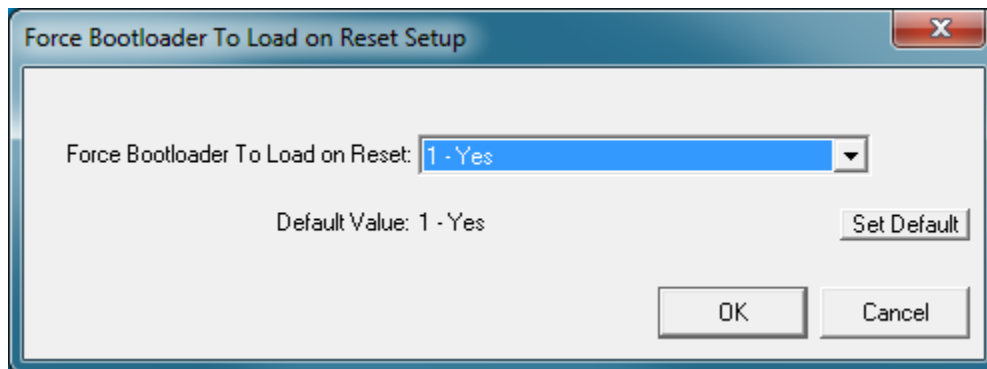 Force Bootloader To Load on Reset Setup
Force Bootloader To Load on Reset: 1 - Yes
Default Value: 1 - Yes
Set Default
OK
Cancel